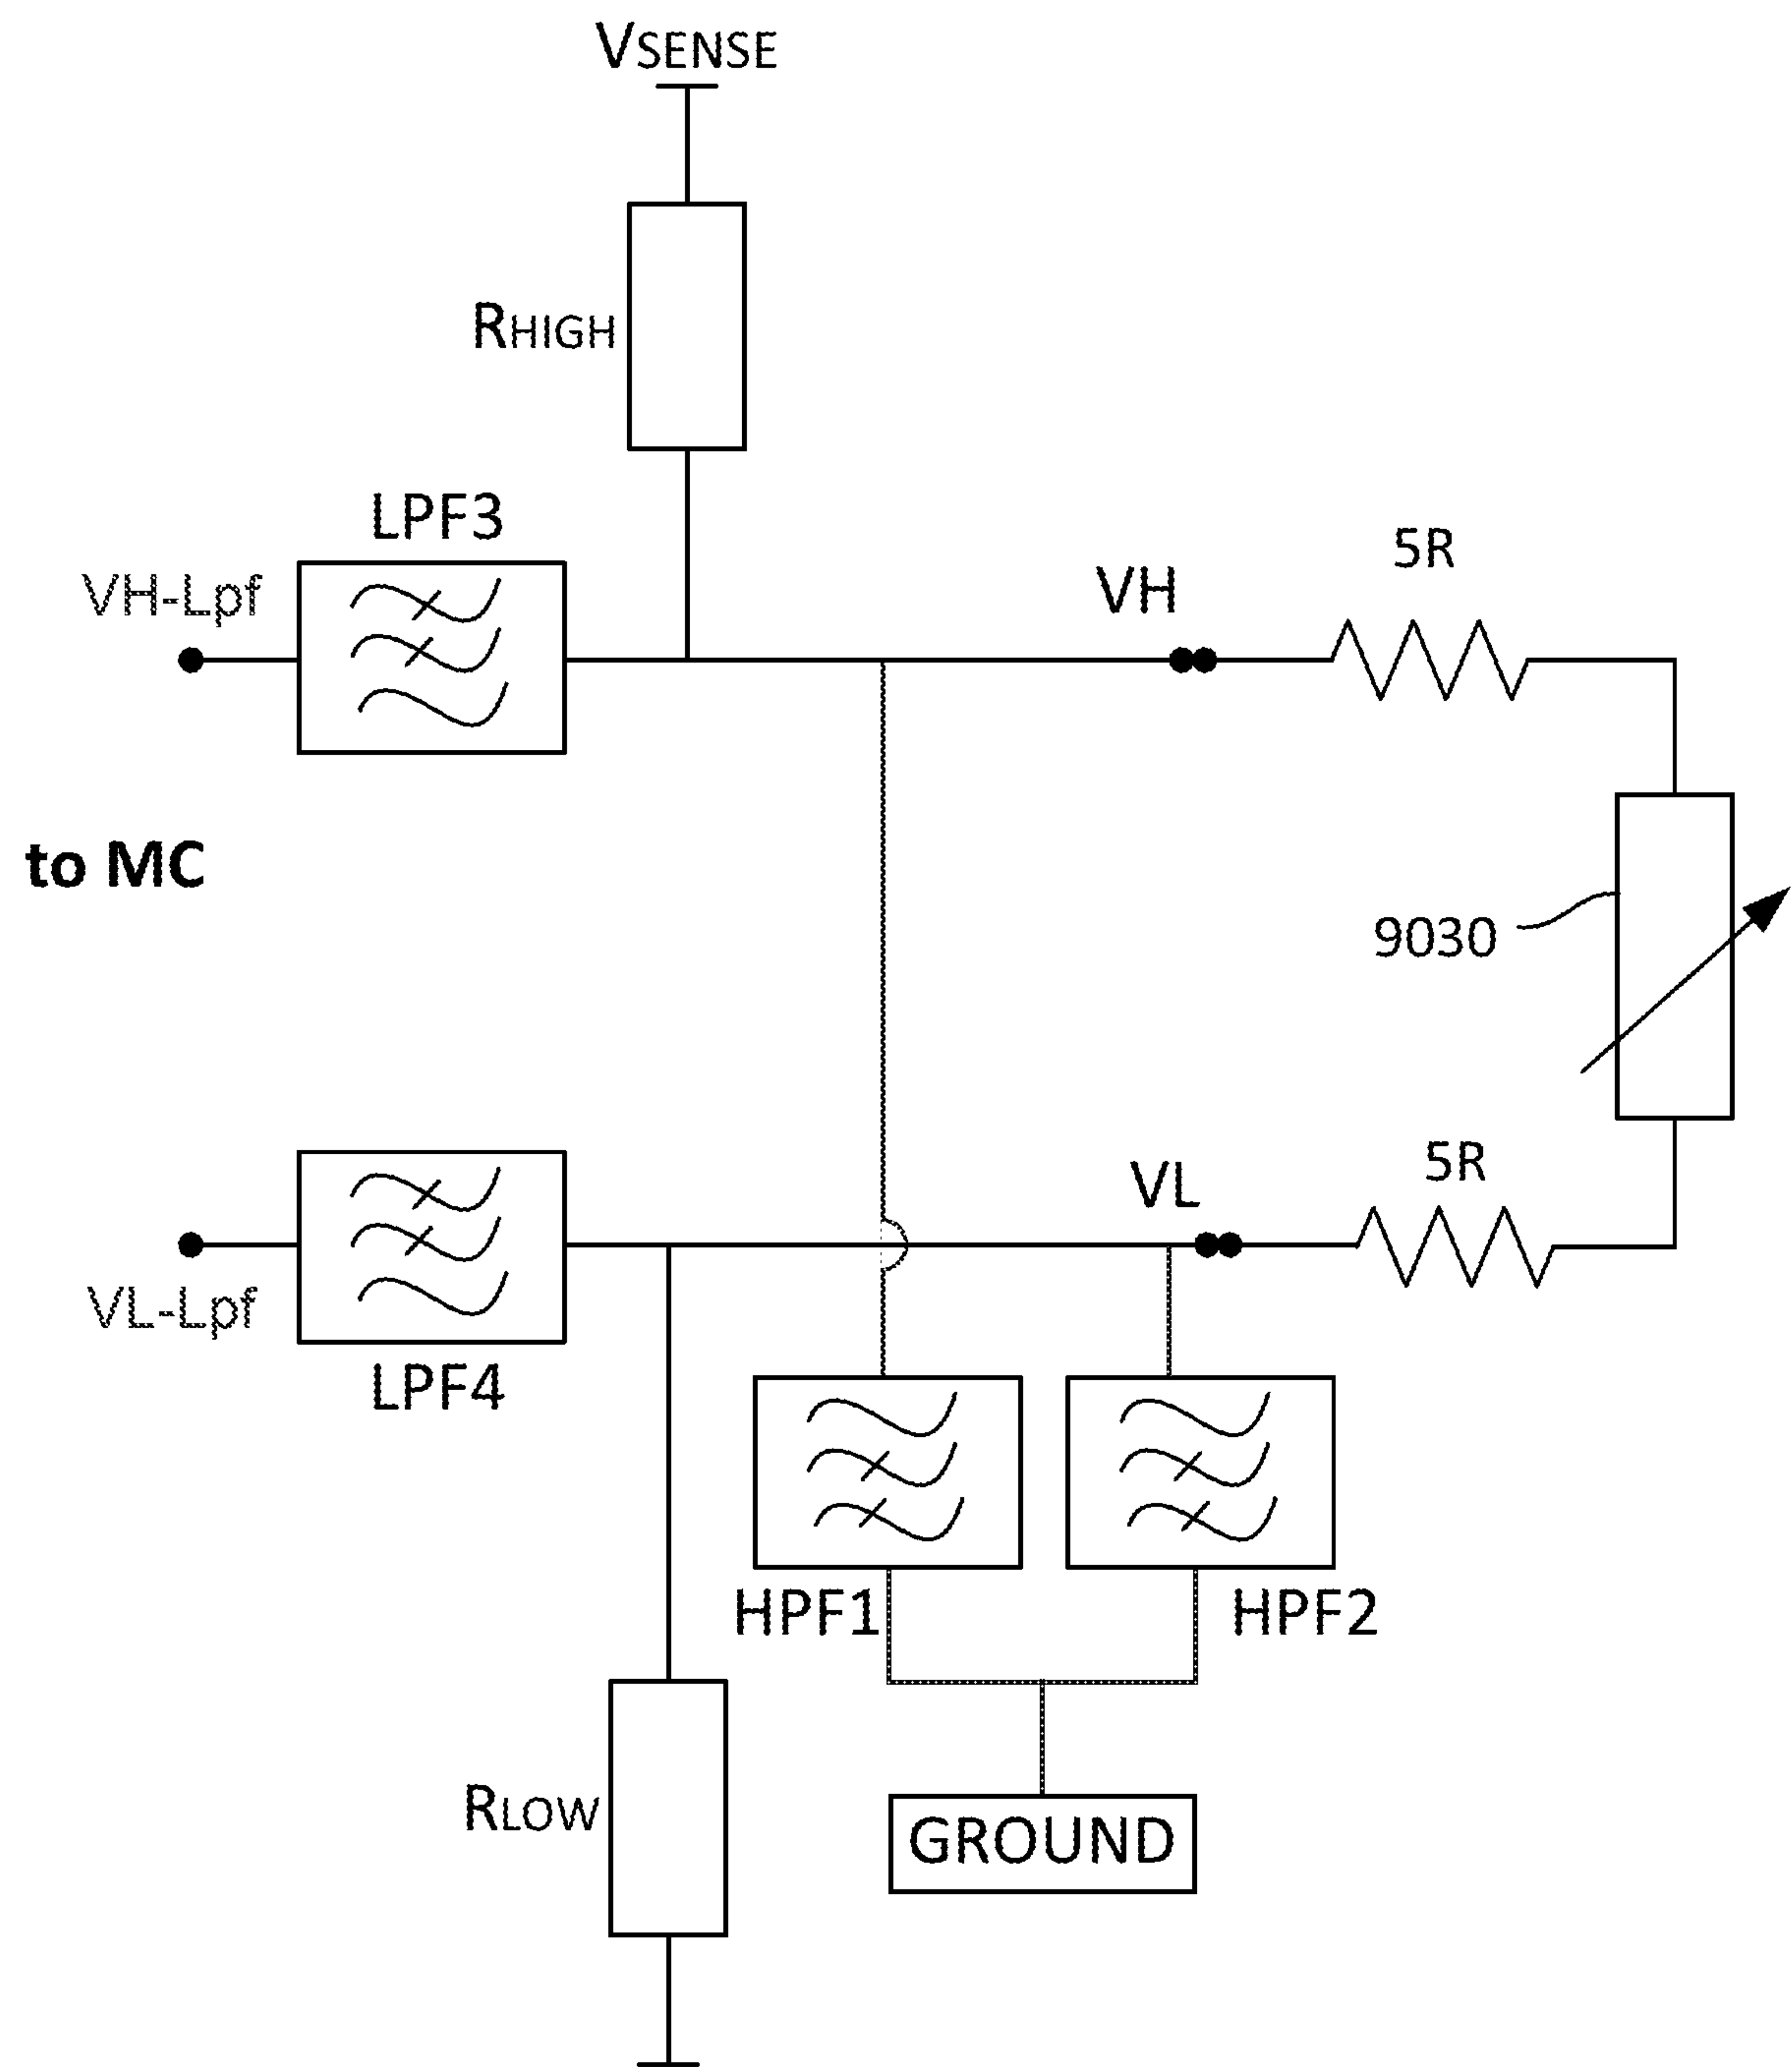 VSENSE
RHIGH
LPF3
VH-Lpf
VH
5R
to MC
9030
VL
5R
VL-Lpf
LPF4
HPF1
HPF2
RLOW
GROUND